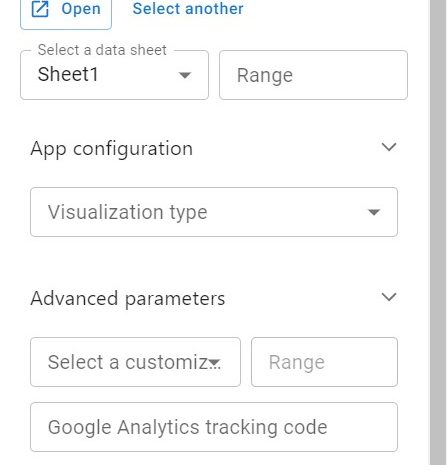 Open Select another
Select a data sheet
Sheet1 Range
App configuration
Visualization type
Advanced parameters
Select a customiz... Range
Google Analytics tracking code